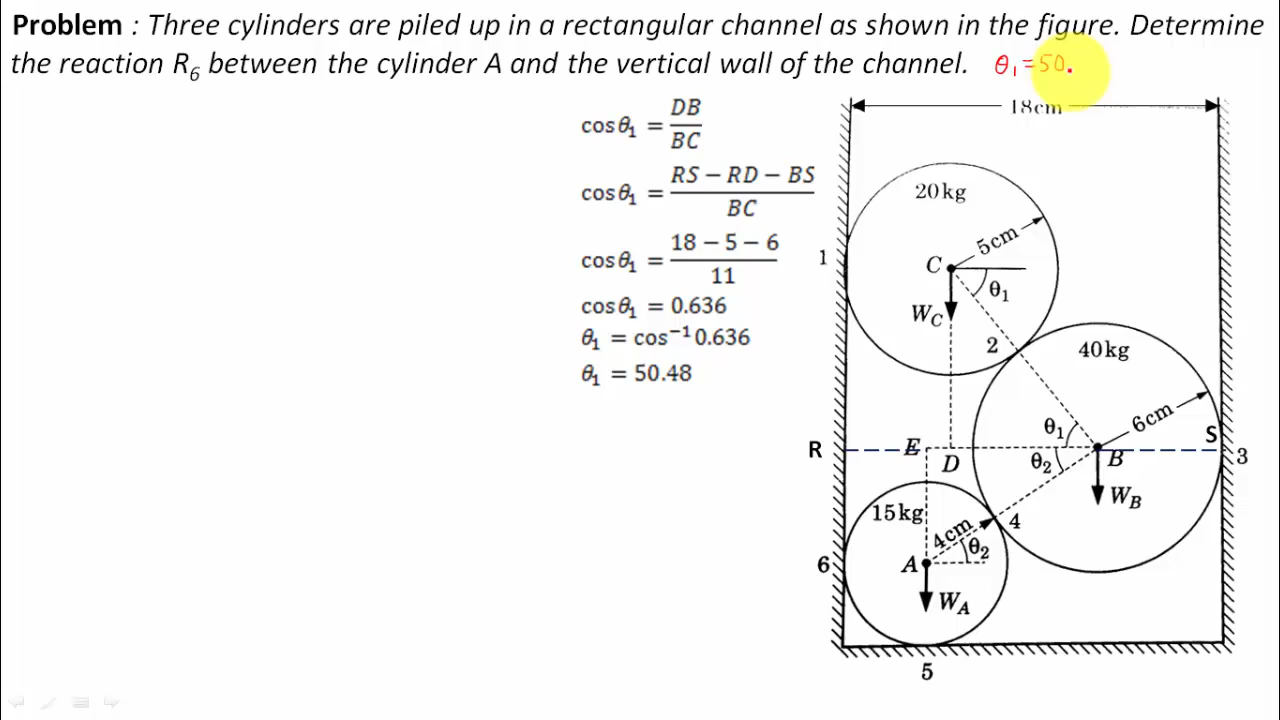 Problem : Three cylinders are piled up in a rectangular channel as shown in the figure. Determine
the reaction R₆ between the cylinder A and the vertical wall of the channel. θ₁=50.
cosθ₁ = DB/BC
cosθ₁ = (RS − RD − BS)/BC
cosθ₁ = (18 − 5 − 6)/11
cosθ₁ = 0.636
θ₁ = cos⁻¹0.636
θ₁ = 50.48
18cm
20kg
5cm
1
C
θ₁
W_C
2
40kg
6cm
θ₁
R
E
D
θ₂
B
S
3
W_B
15kg
4cm
4
θ₂
6
A
W_A
5